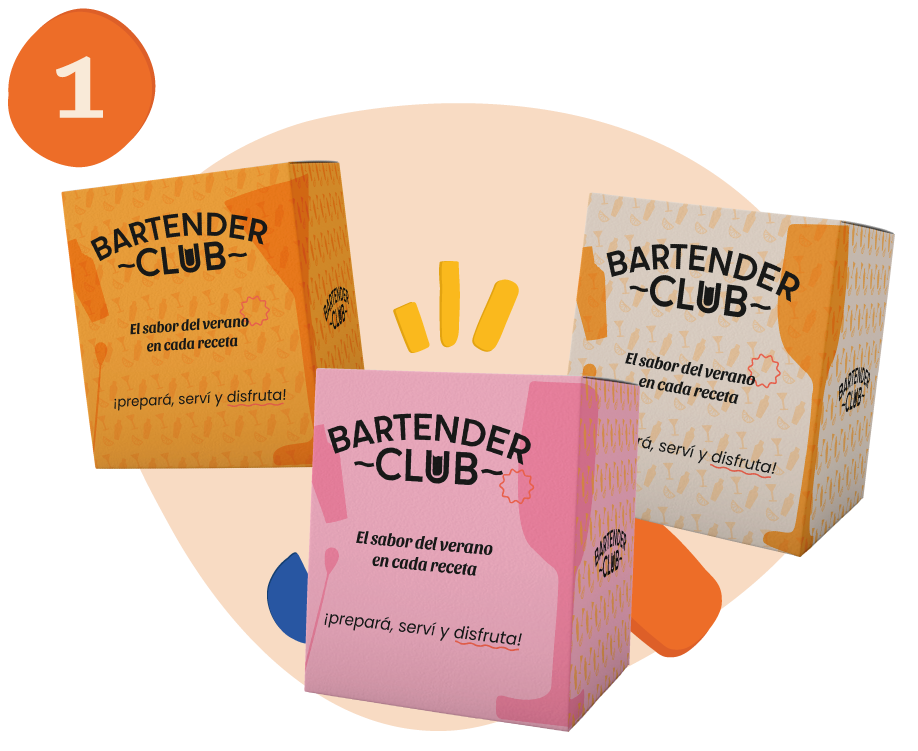 1
BARTENDER
~CLUB~
El sabor del verano
en cada receta
¡prepará, serví y disfruta!
BARTENDER
~CLUB~
BARTENDER
~CLUB~
El sabor del verano
en cada receta
rá, serví y disfruta!
BARTENDER
~CLUB~
BARTENDER
~CLUB~
El sabor del verano
en cada receta
¡prepará, serví y disfruta!
BARTENDER
~CLUB~